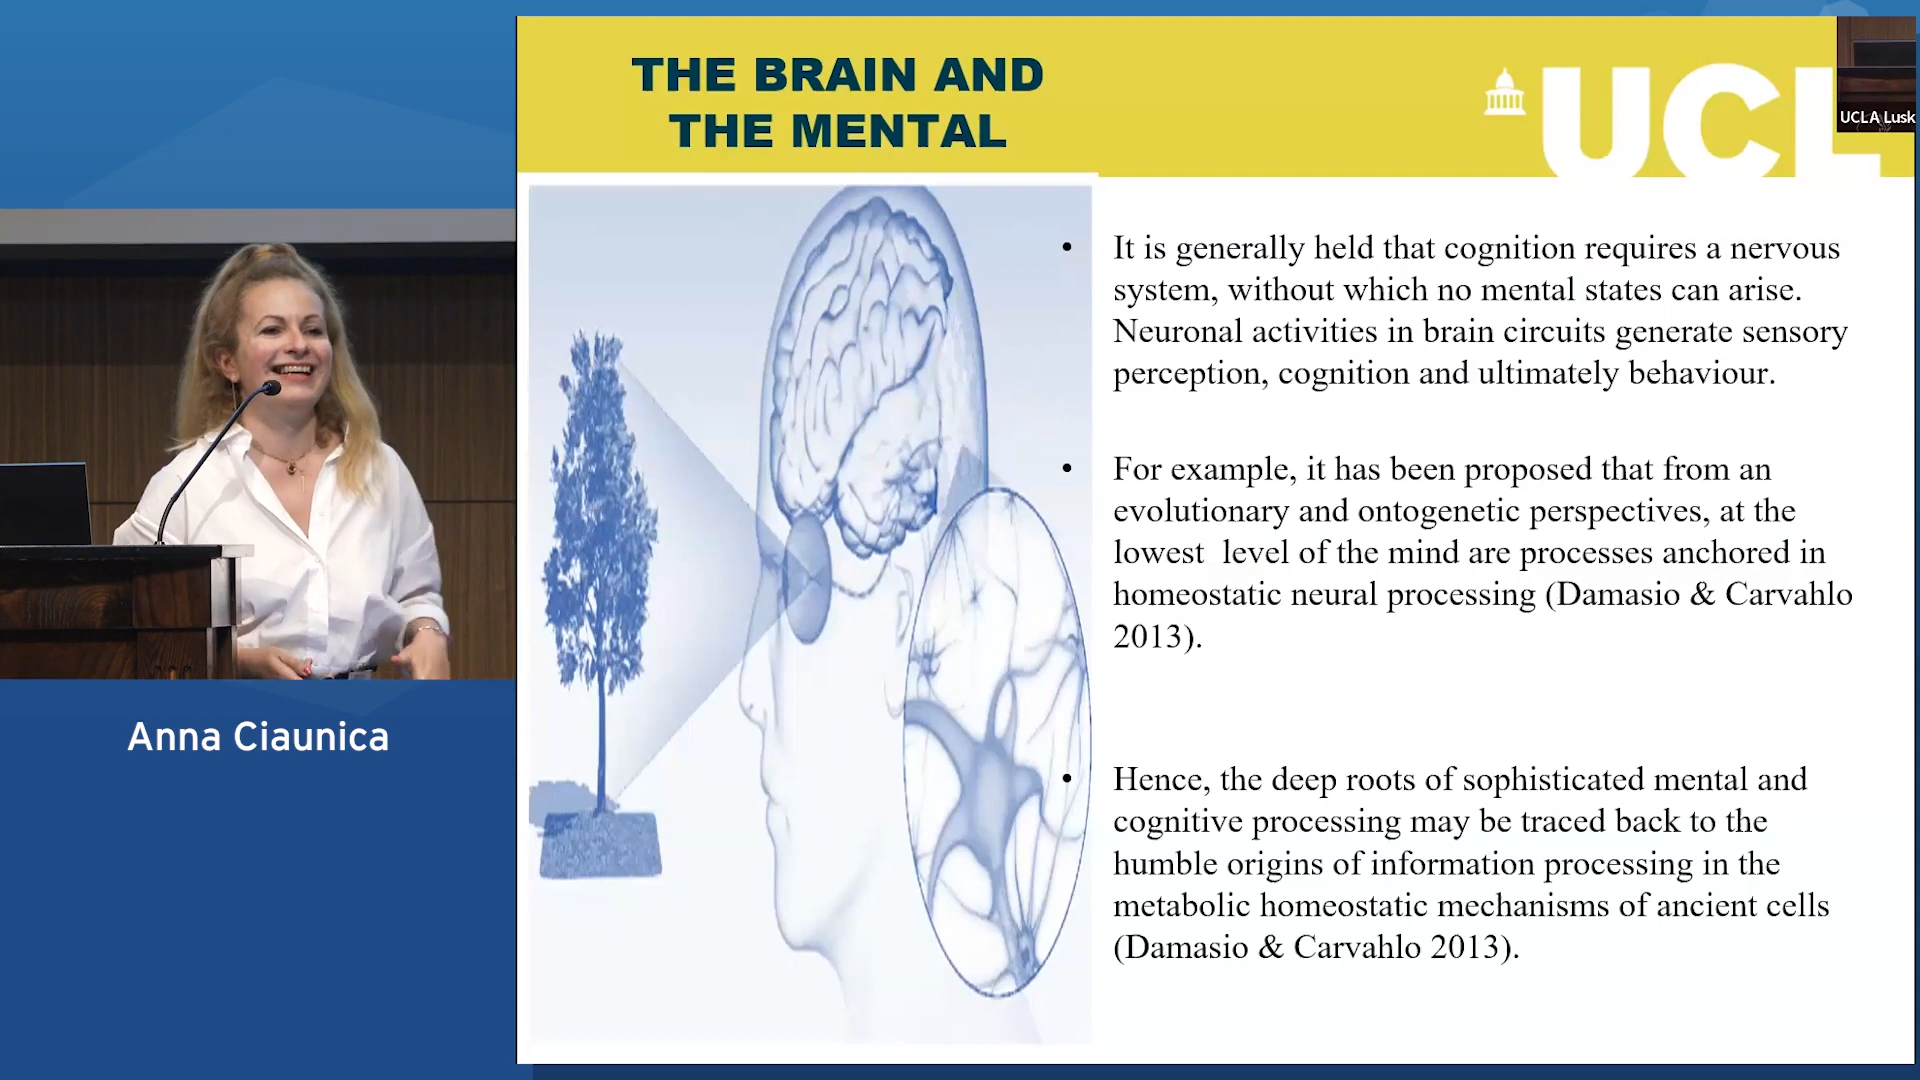 THE BRAIN AND
THE MENTAL
UCL
UCLA Lusk
• It is generally held that cognition requires a nervous
system, without which no mental states can arise.
Neuronal activities in brain circuits generate sensory
perception, cognition and ultimately behaviour.
• For example, it has been proposed that from an
evolutionary and ontogenetic perspectives, at the
lowest level of the mind are processes anchored in
homeostatic neural processing (Damasio & Carvahlo
2013).
• Hence, the deep roots of sophisticated mental and
cognitive processing may be traced back to the
humble origins of information processing in the
metabolic homeostatic mechanisms of ancient cells
(Damasio & Carvahlo 2013).
Anna Ciaunica